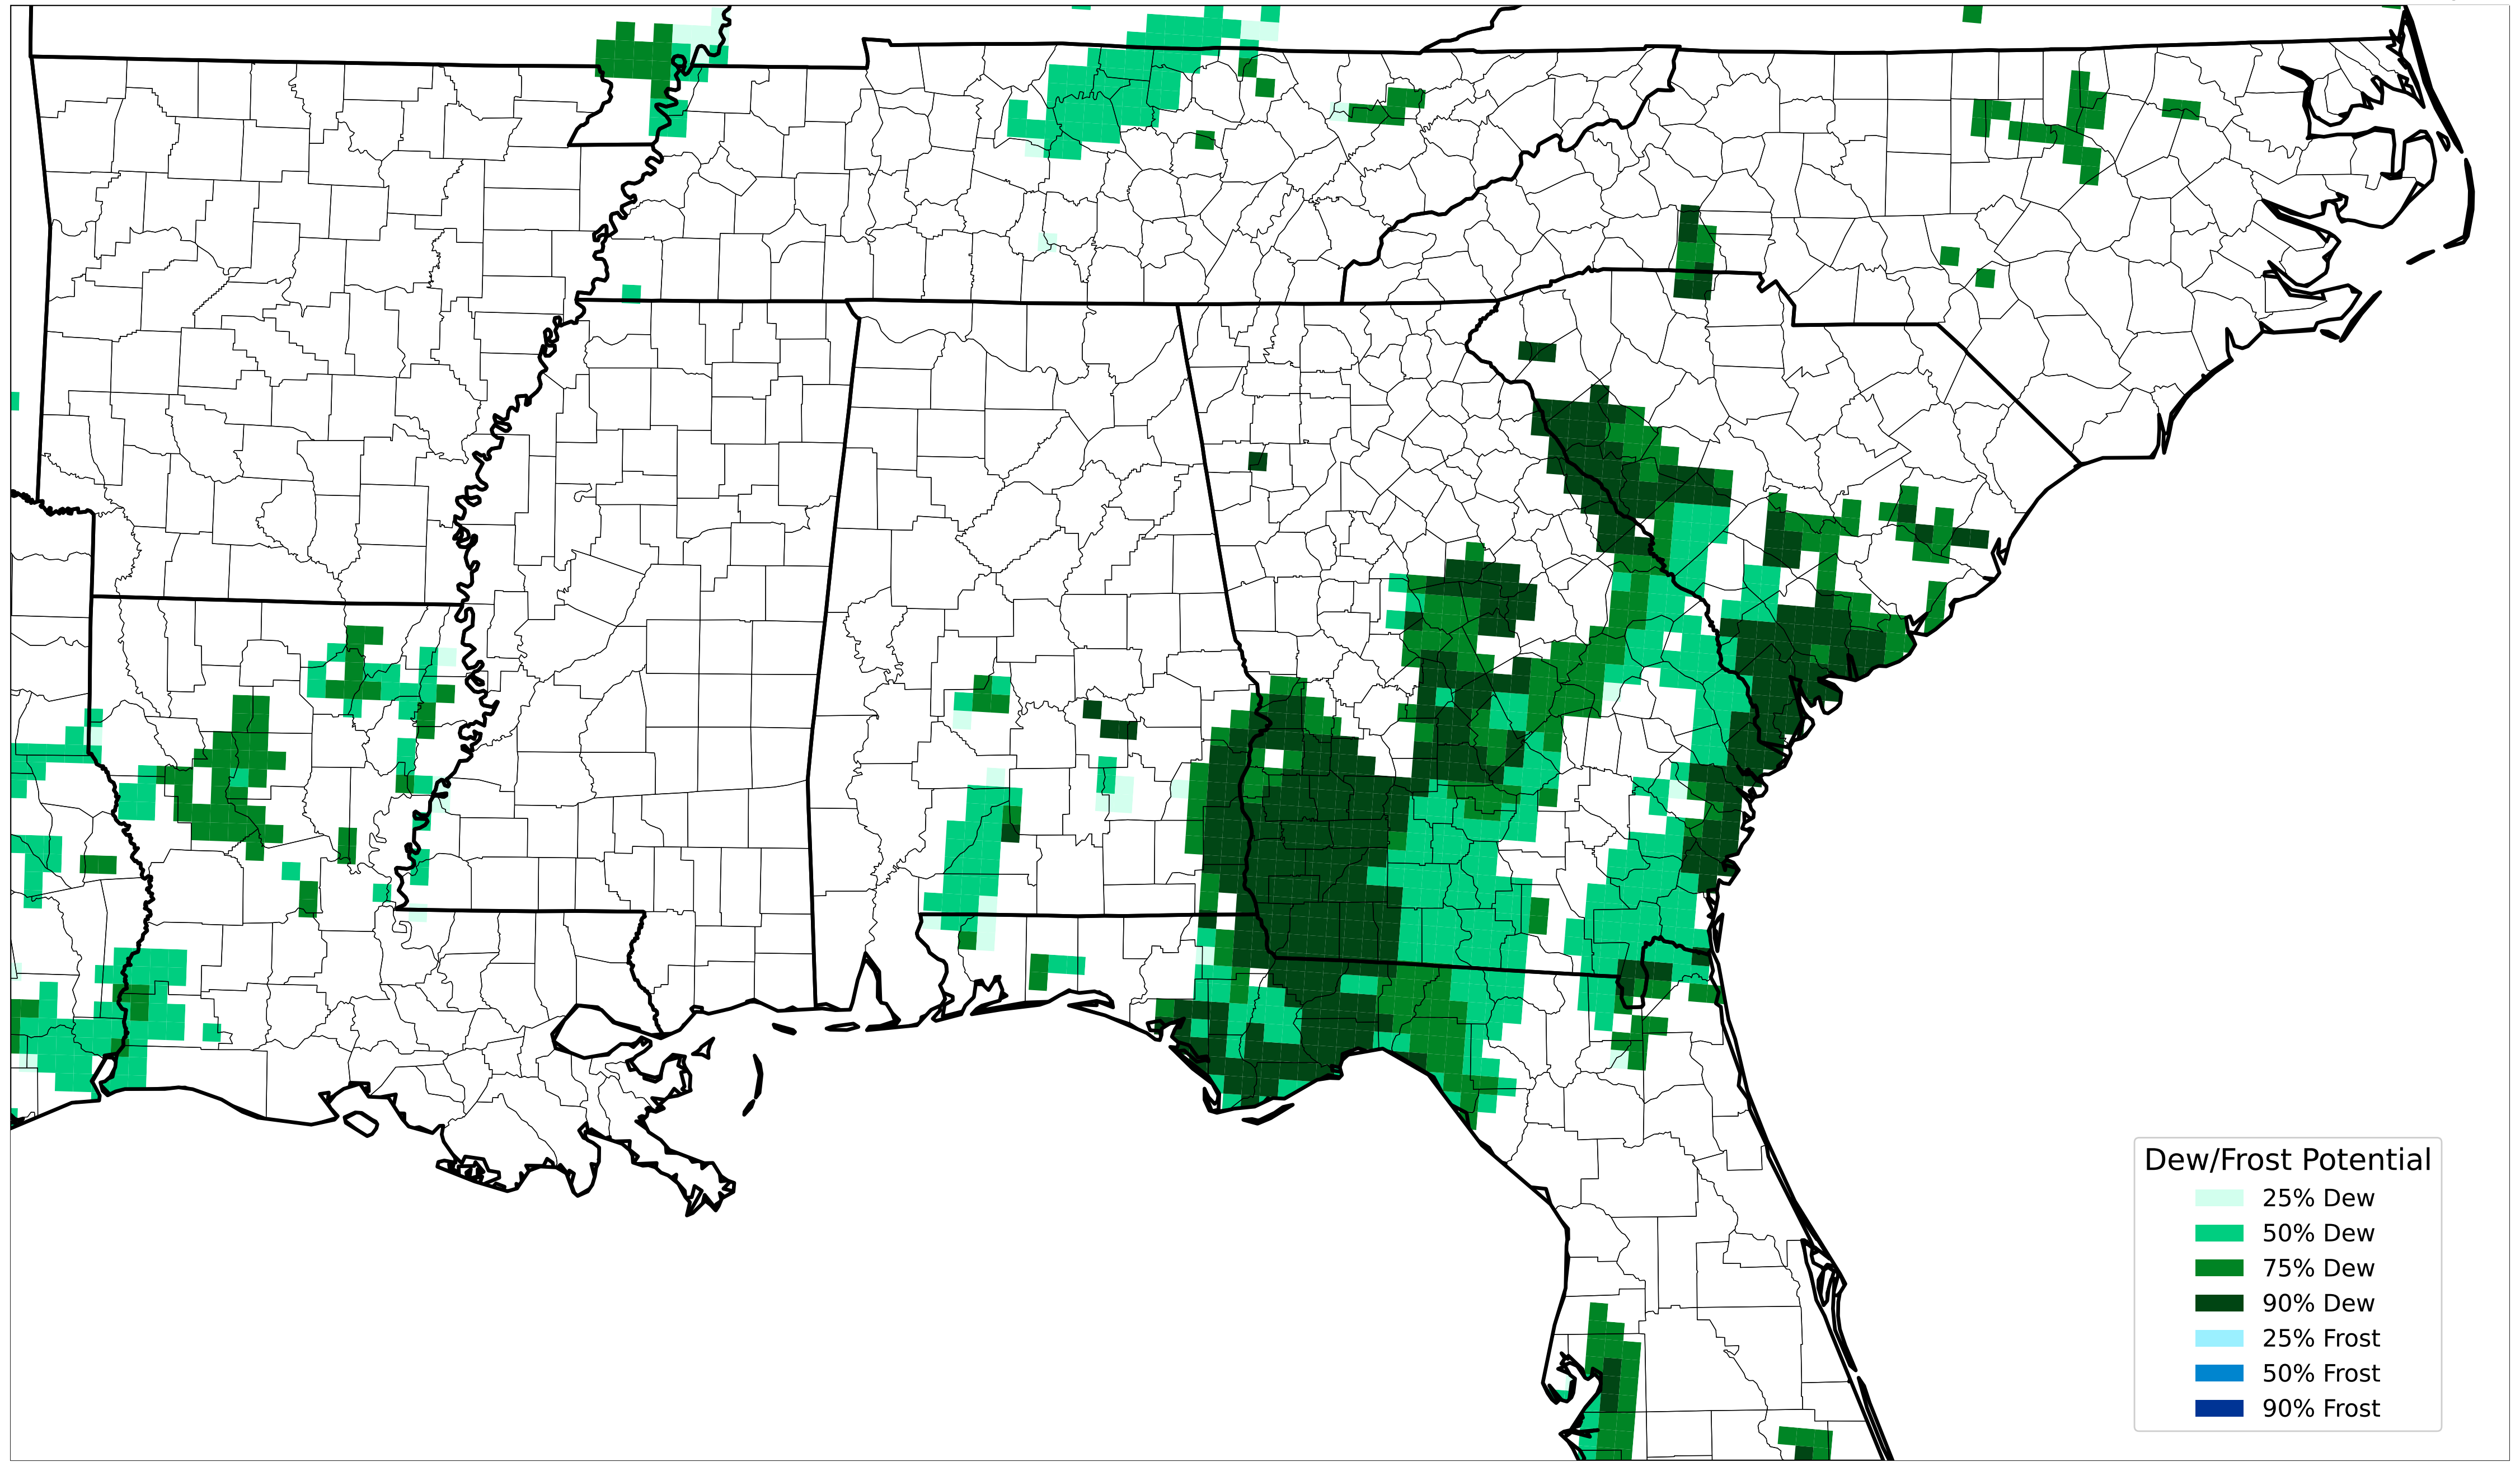 Dew/Frost Potential
25% Dew
50% Dew
75% Dew
90% Dew
25% Frost
50% Frost
90% Frost